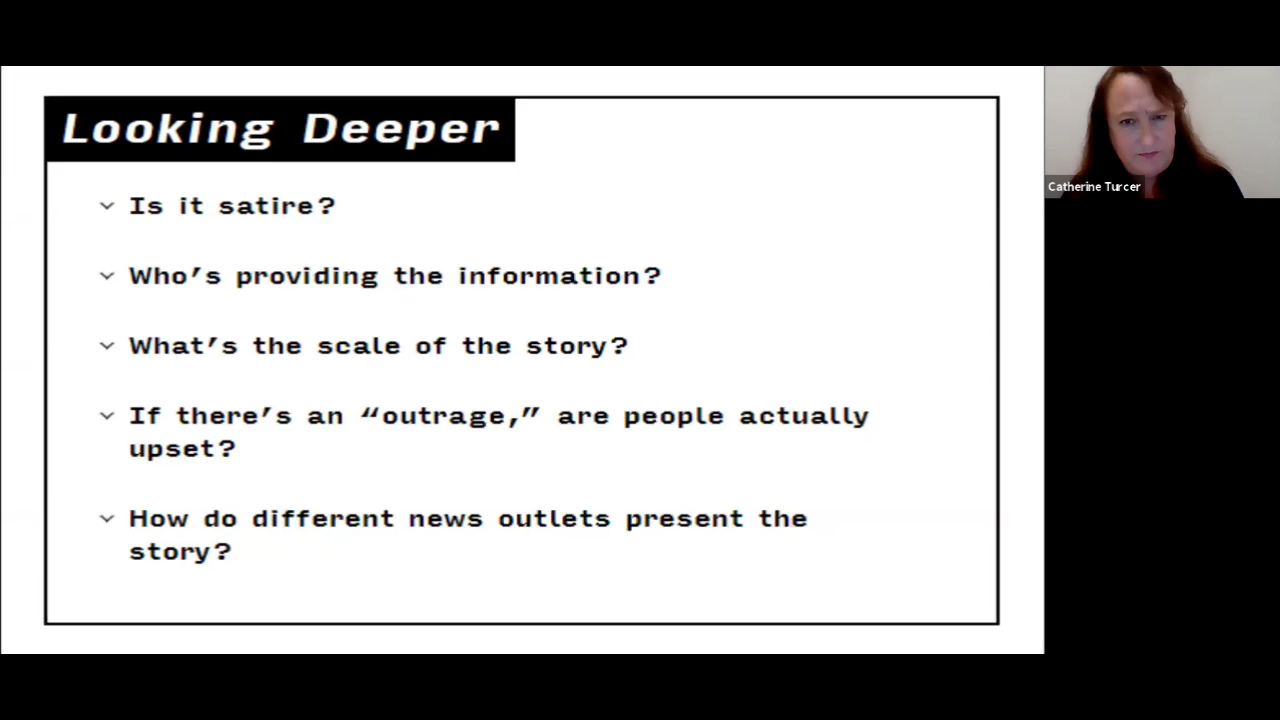 Looking Deeper
Is it satire?
Who’s providing the information?
What’s the scale of the story?
If there’s an “outrage,” are people actually
upset?
How do different news outlets present the
story?
Catherine Turcer